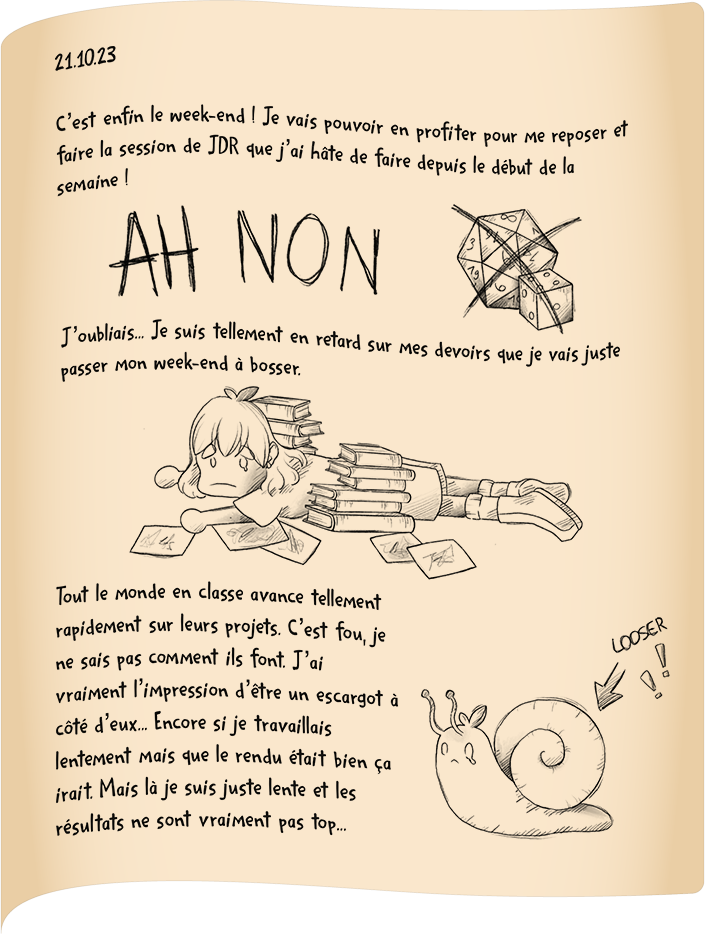 21.10.23
C'est enfin le week-end ! Je vais pouvoir en profiter pour me reposer et
faire la session de JDR que j'ai hâte de faire depuis le début de la
semaine !
AH NON
J'oubliais... Je suis tellement en retard sur mes devoirs que je vais juste
passer mon week-end à bosser.
Tout le monde en classe avance tellement
rapidement sur leurs projets. C'est fou, je
ne sais pas comment ils font. J'ai
vraiment l'impression d'être un escargot à
côté d'eux... Encore si je travaillais
lentement mais que le rendu était bien ça
irait. Mais là je suis juste lente et les
résultats ne sont vraiment pas top...
LOOSER
!!